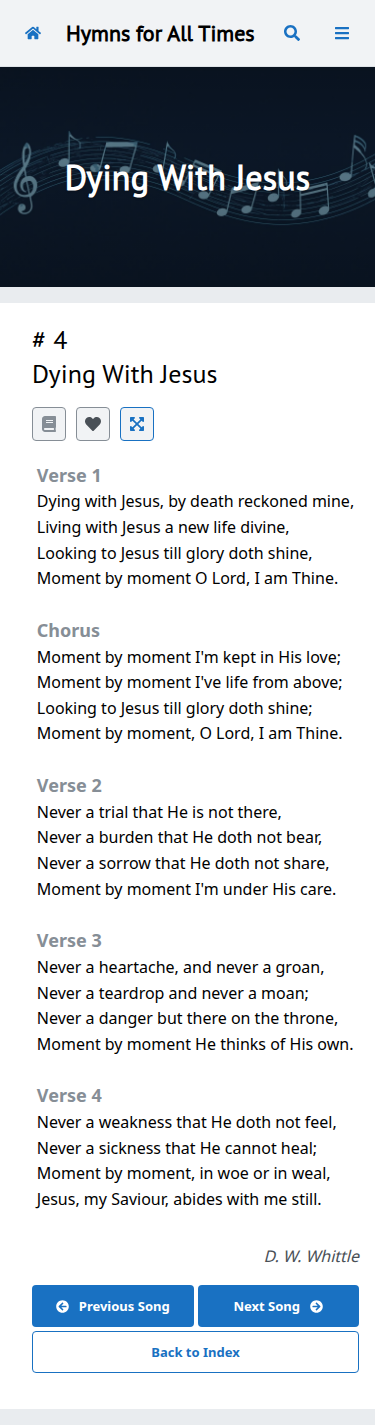 Hymns for All Times
Dying With Jesus
# 4
Dying With Jesus
Verse 1
Dying with Jesus, by death reckoned mine,
Living with Jesus a new life divine,
Looking to Jesus till glory doth shine,
Moment by moment O Lord, I am Thine.
Chorus
Moment by moment I'm kept in His love;
Moment by moment I've life from above;
Looking to Jesus till glory doth shine;
Moment by moment, O Lord, I am Thine.
Verse 2
Never a trial that He is not there,
Never a burden that He doth not bear,
Never a sorrow that He doth not share,
Moment by moment I'm under His care.
Verse 3
Never a heartache, and never a groan,
Never a teardrop and never a moan;
Never a danger but there on the throne,
Moment by moment He thinks of His own.
Verse 4
Never a weakness that He doth not feel,
Never a sickness that He cannot heal;
Moment by moment, in woe or in weal,
Jesus, my Saviour, abides with me still.
D. W. Whittle
Previous Song
Next Song
Back to Index